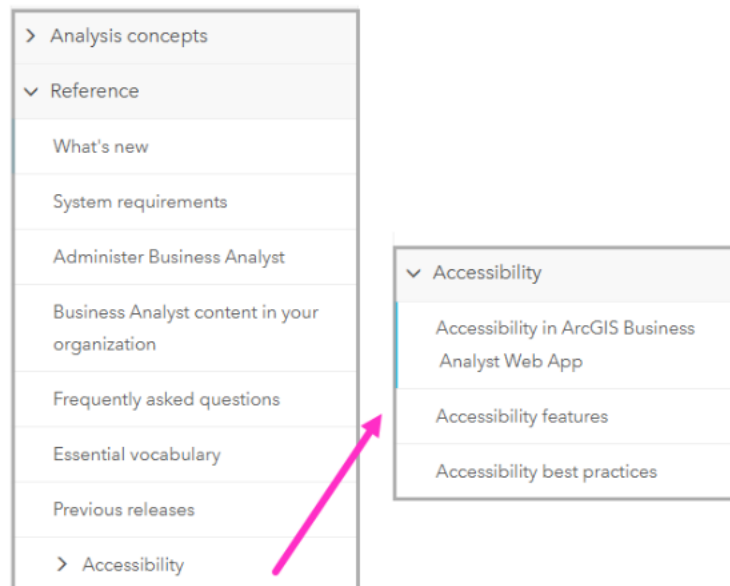 Analysis concepts
Reference
What's new
System requirements
Administer Business Analyst
Business Analyst content in your
organization
Frequently asked questions
Essential vocabulary
Previous releases
Accessibility
Accessibility
Accessibility in ArcGIS Business
Analyst Web App
Accessibility features
Accessibility best practices